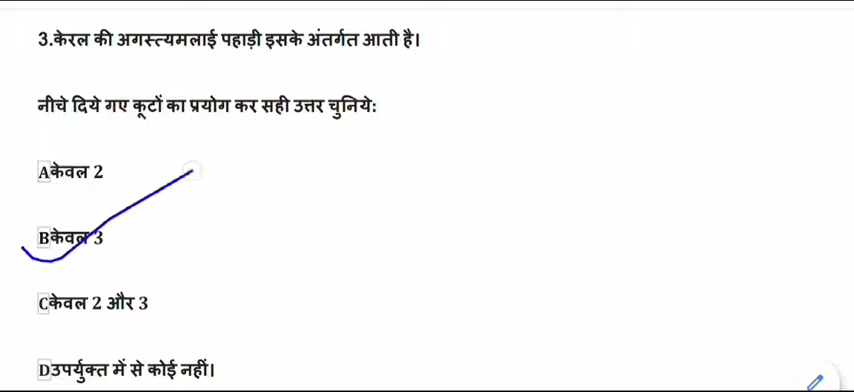 3.केरल की अगस्त्यमलाई पहाड़ी इसके अंतर्गत आती है।
नीचे दिये गए कूटों का प्रयोग कर सही उत्तर चुनिये:
Aकेवल 2
Bकेवल 3
Cकेवल 2 और 3
Dउपर्युक्त में से कोई नहीं।